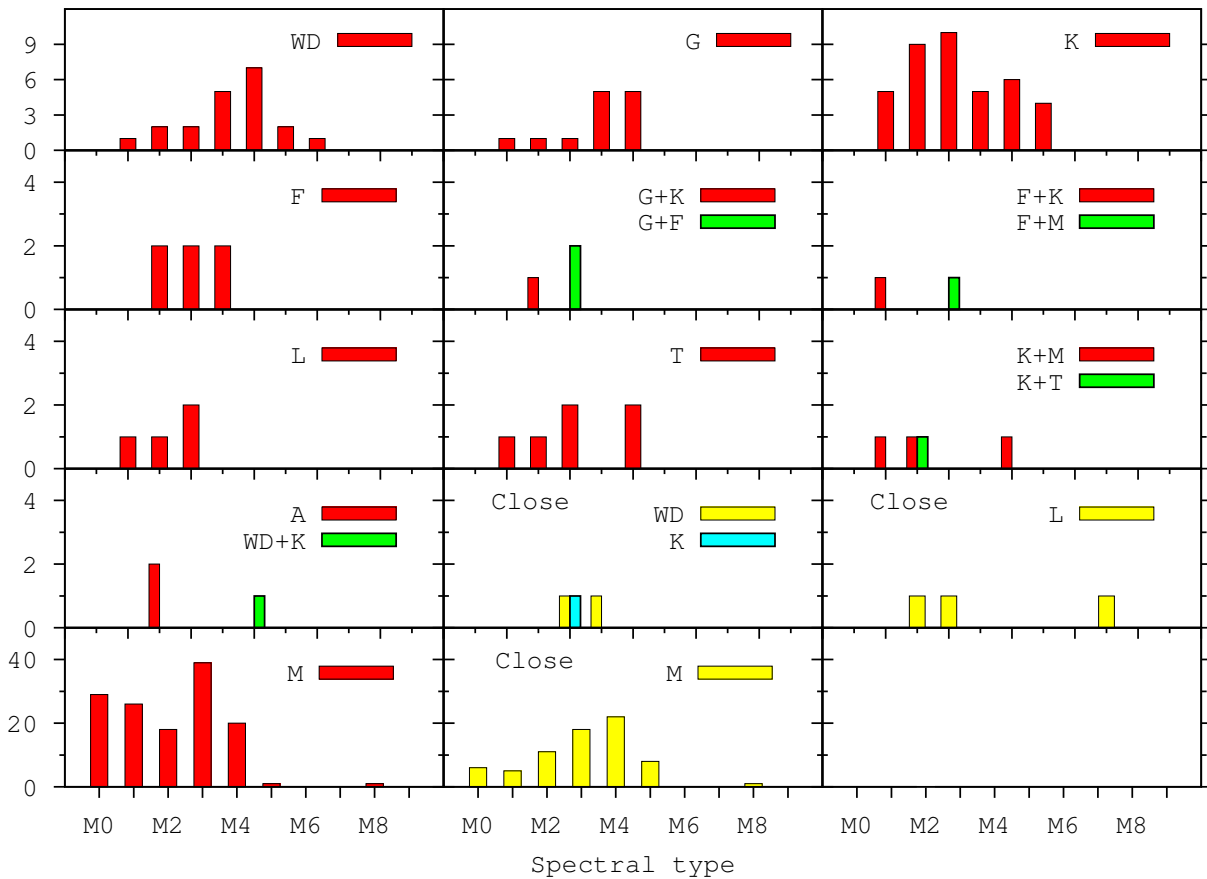 WD
G
K
9
6
3
0
F
G+K
G+F
F+K
F+M
4
2
0
L
T
K+M
K+T
4
2
0
A
WD+K
Close
WD
K
Close
L
4
2
0
M
Close
M
40
20
0
M0 M2 M4 M6 M8 M0 M2 M4 M6 M8 M0 M2 M4 M6 M8
Spectral type